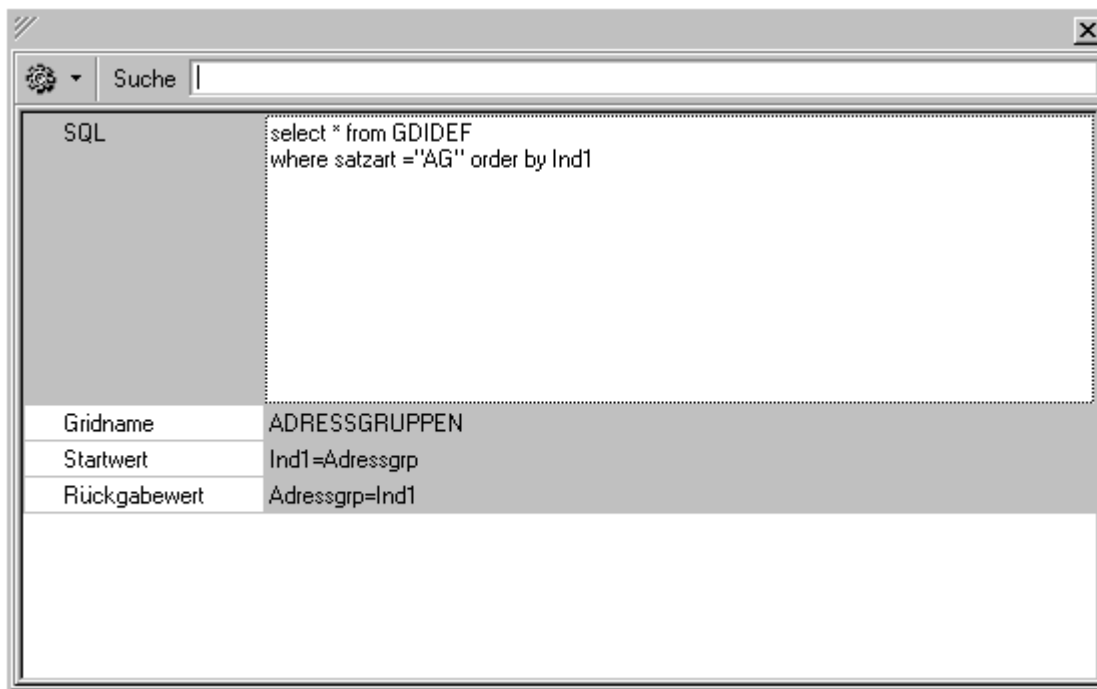 Suche
SQL
select * from GDIDEF
where satzart ="AG" order by Ind1
Gridname ADRESSGRUPPEN
Startwert Ind1=Adressgrp
Rückgabewert Adressgrp=Ind1